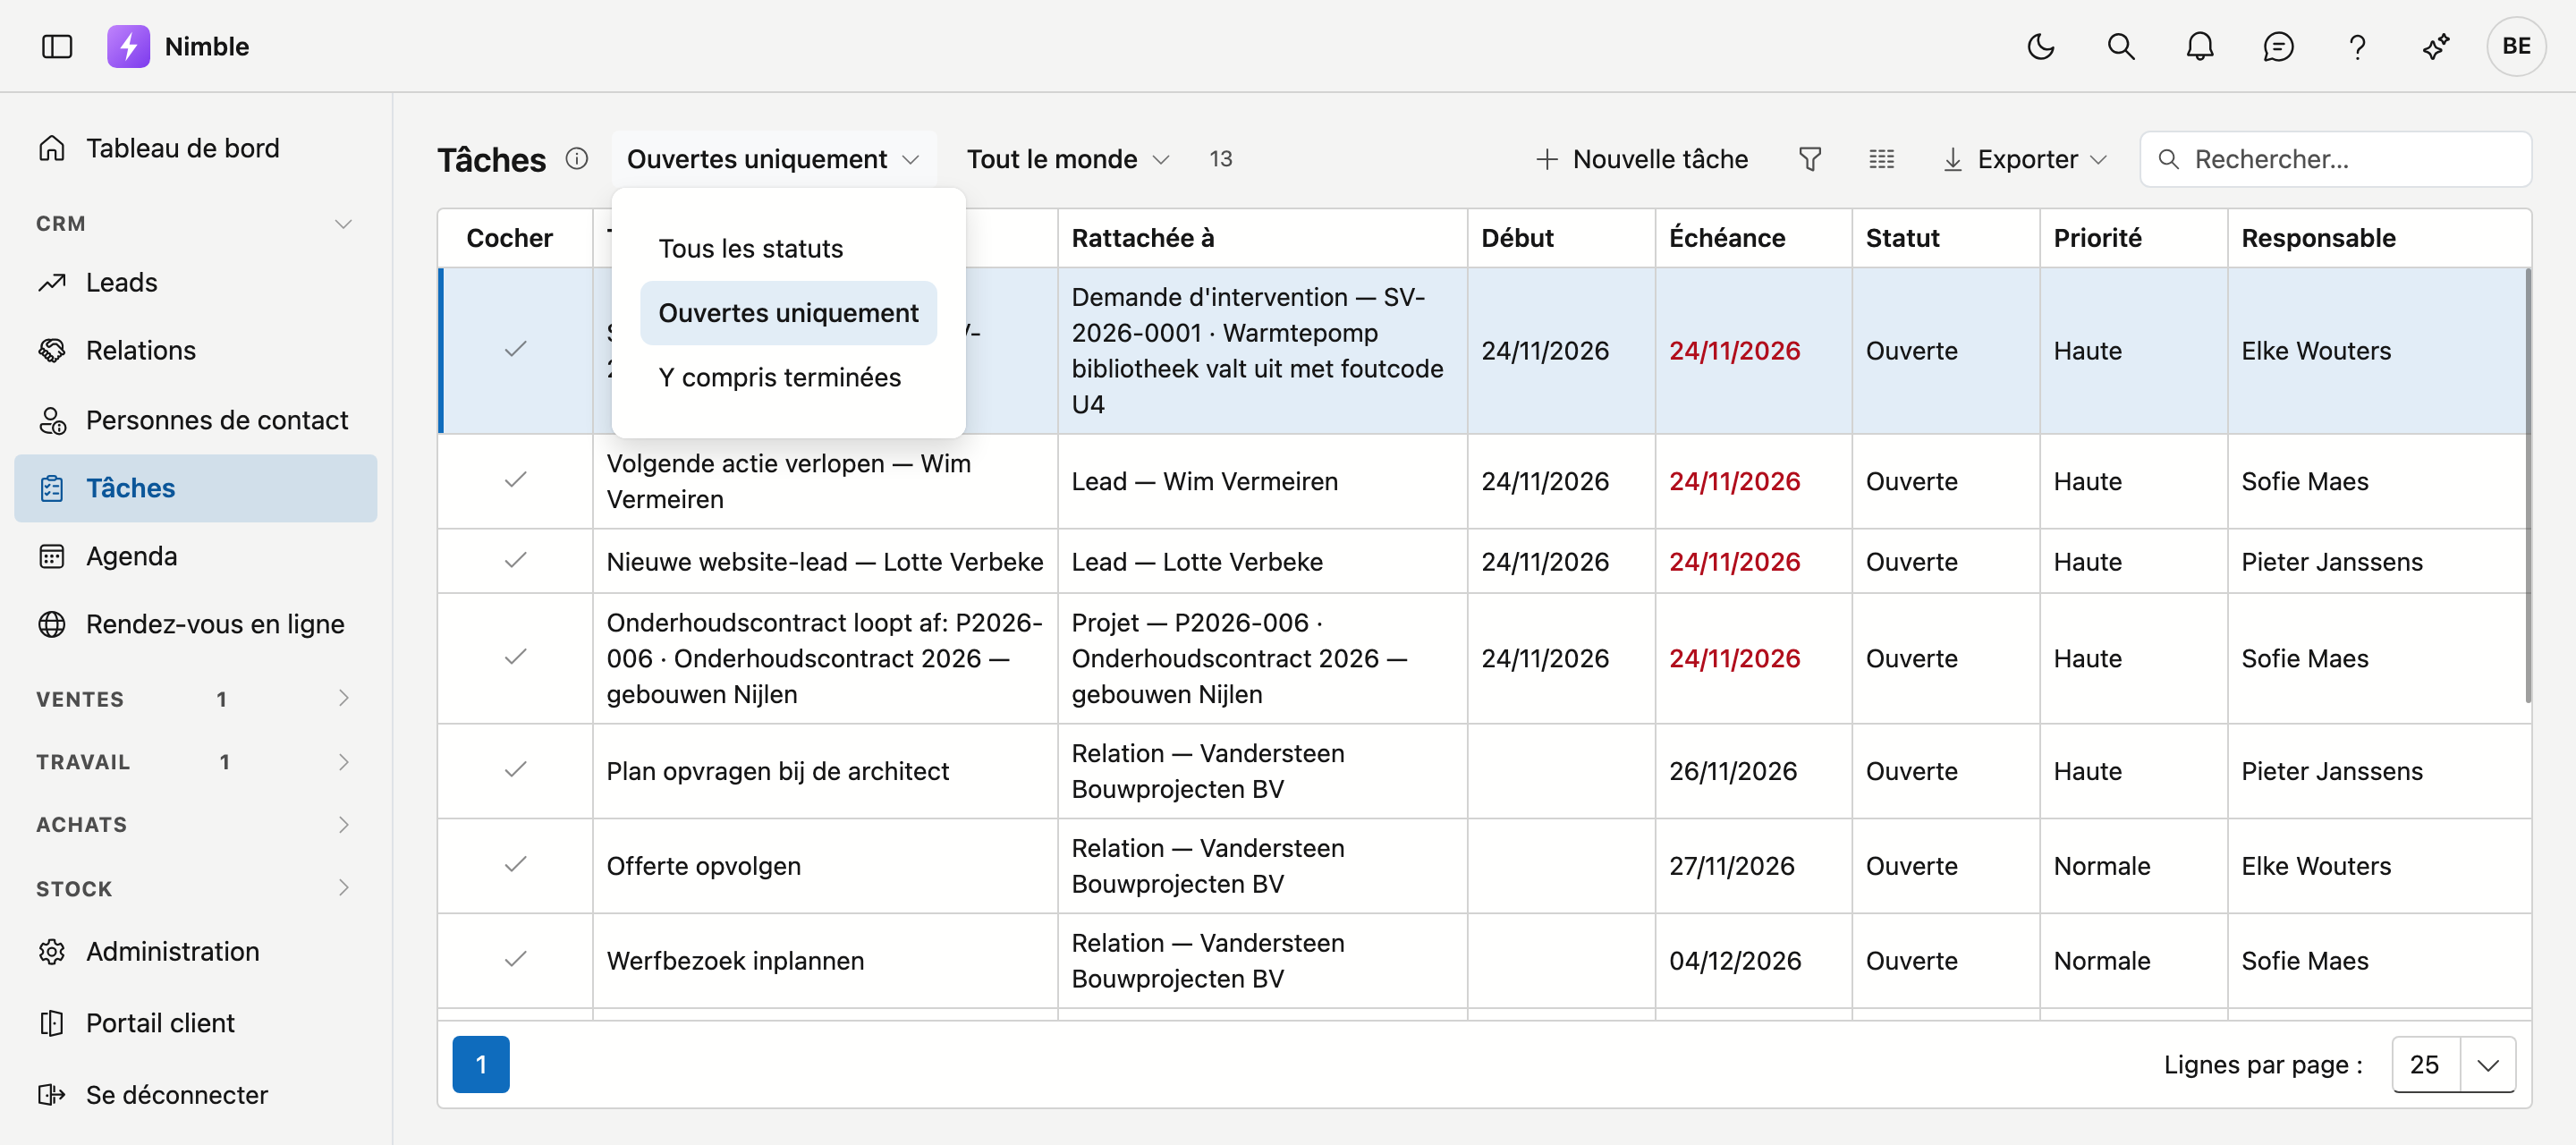 Nimble
BE
Tableau de bord
CRM
Leads
Relations
Personnes de contact
Tâches
Agenda
Rendez-vous en ligne
VENTES 1
TRAVAIL 1
ACHATS
STOCK
Administration
Portail client
Se déconnecter
Tâches Ouvertes uniquement Tout le monde 13 Nouvelle tâche Exporter Rechercher...
Tous les statuts
Ouvertes uniquement
Y compris terminées
Cocher Rattachée à Début Échéance Statut Priorité Responsable
Demande d'intervention — SV-
2026-0001 · Warmtepomp
bibliotheek valt uit met foutcode
U4
24/11/2026 24/11/2026 Ouverte Haute Elke Wouters
Volgende actie verlopen — Wim
Vermeiren
Lead — Wim Vermeiren 24/11/2026 24/11/2026 Ouverte Haute Sofie Maes
Nieuwe website-lead — Lotte Verbeke Lead — Lotte Verbeke 24/11/2026 24/11/2026 Ouverte Haute Pieter Janssens
Onderhoudscontract loopt af: P2026-
006 · Onderhoudscontract 2026 —
gebouwen Nijlen
Projet — P2026-006 ·
Onderhoudscontract 2026 —
gebouwen Nijlen
24/11/2026 24/11/2026 Ouverte Haute Sofie Maes
Plan opvragen bij de architect
Relation — Vandersteen
Bouwprojecten BV
26/11/2026 Ouverte Haute Pieter Janssens
Offerte opvolgen
Relation — Vandersteen
Bouwprojecten BV
27/11/2026 Ouverte Normale Elke Wouters
Werfbezoek inplannen
Relation — Vandersteen
Bouwprojecten BV
04/12/2026 Ouverte Normale Sofie Maes
1
Lignes par page : 25